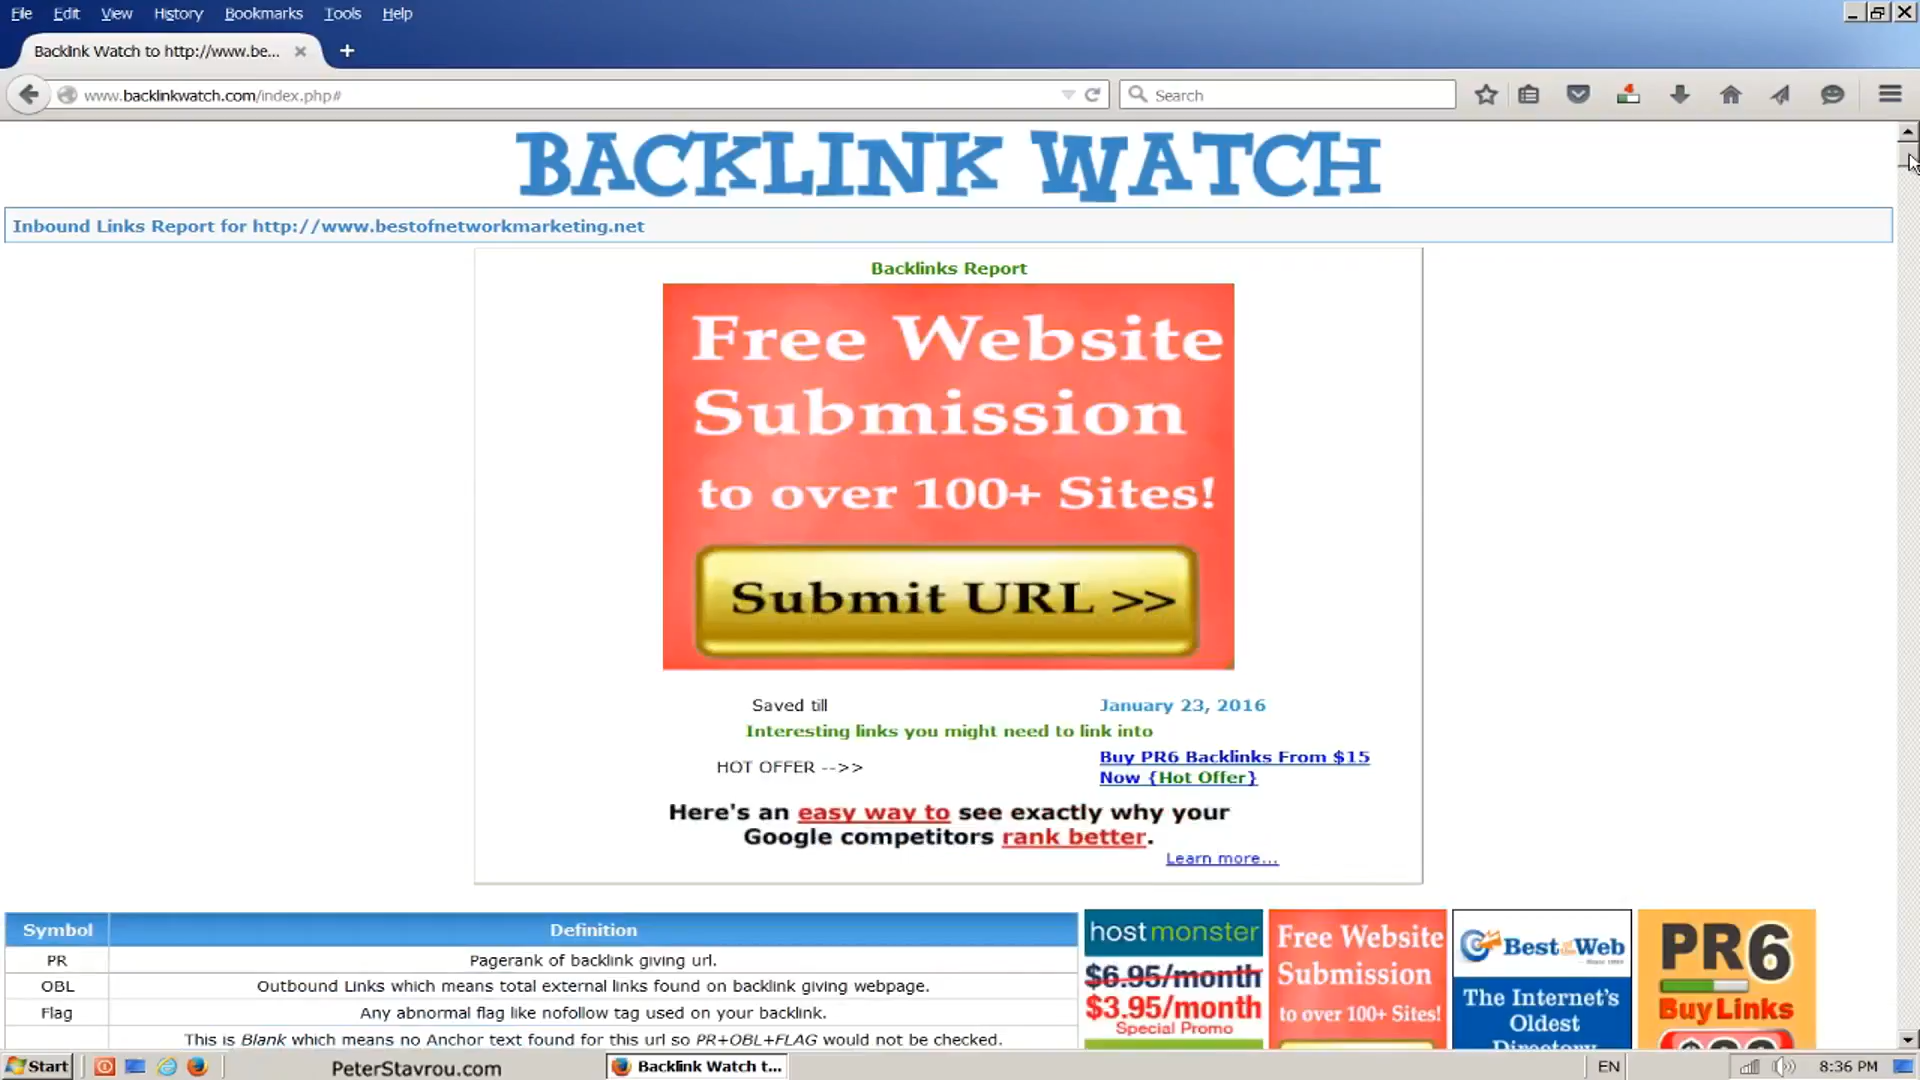 File Edit View History Bookmarks Tools Help
Backlink Watch to http://www.be...
www.backlinkwatch.com/index.php#
Search
BACKLINK WATCH
Inbound Links Report for http://www.bestofnetworkmarketing.net
Backlinks Report
Free Website
Submission
to over 100+ Sites!
Submit URL >>
Saved till January 23, 2016
Interesting links you might need to link into
HOT OFFER -->> Buy PR6 Backlinks From $15
Now {Hot Offer}
Here's an easy way to see exactly why your
Google competitors rank better.
Learn more...
Symbol Definition
PR Pagerank of backlink giving url.
OBL Outbound Links which means total external links found on backlink giving webpage.
Flag Any abnormal flag like nofollow tag used on your backlink.
This is Blank which means no Anchor text found for this url so PR+OBL+FLAG would not be checked.
hostmonster
$6.95/month
$3.95/month
Special Promo
Free Website
Submission
to over 100+ Sites!
Best of the Web
The Internet's
Oldest
Directory
PR6
Buy Links
Start
PeterStavrou.com
Backlink Watch t...
EN
8:36 PM